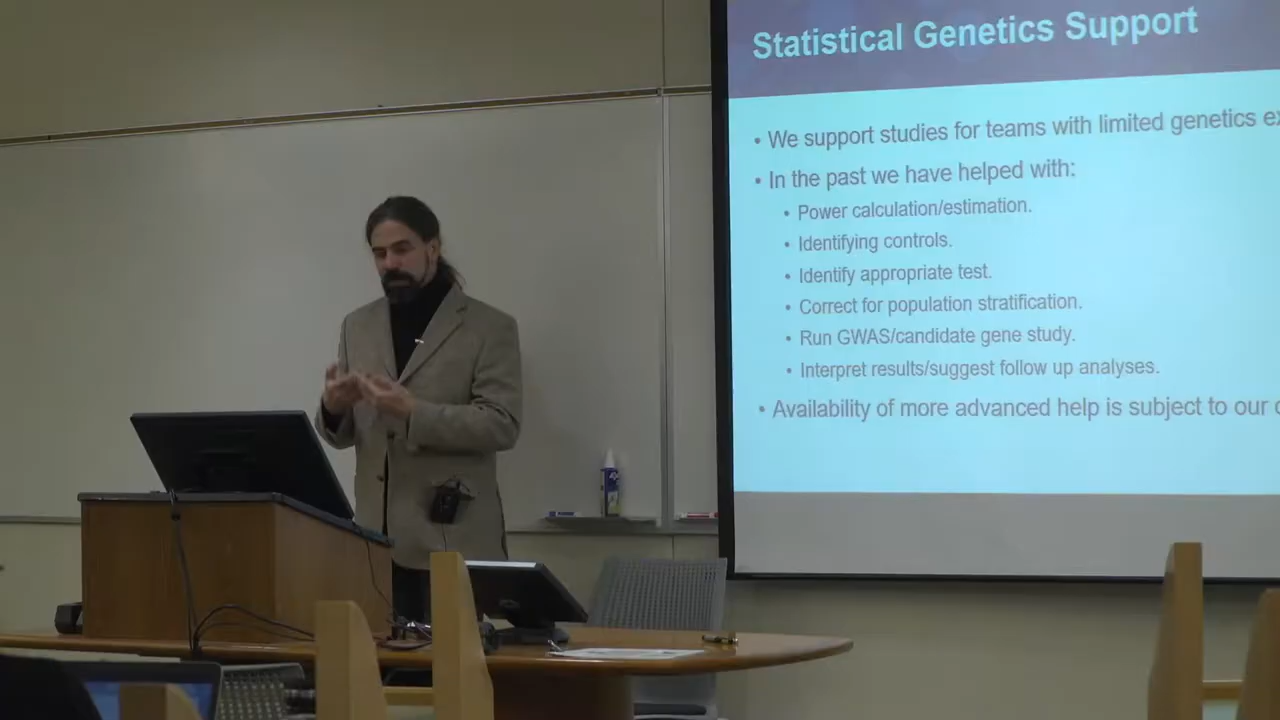 Statistical Genetics Support
• We support studies for teams with limited genetics
• In the past we have helped with:
• Power calculation/estimation.
• Identifying controls.
• Identify appropriate test.
• Correct for population stratification.
• Run GWAS/candidate gene study.
• Interpret results/suggest follow up analyses.
• Availability of more advanced help is subject to our